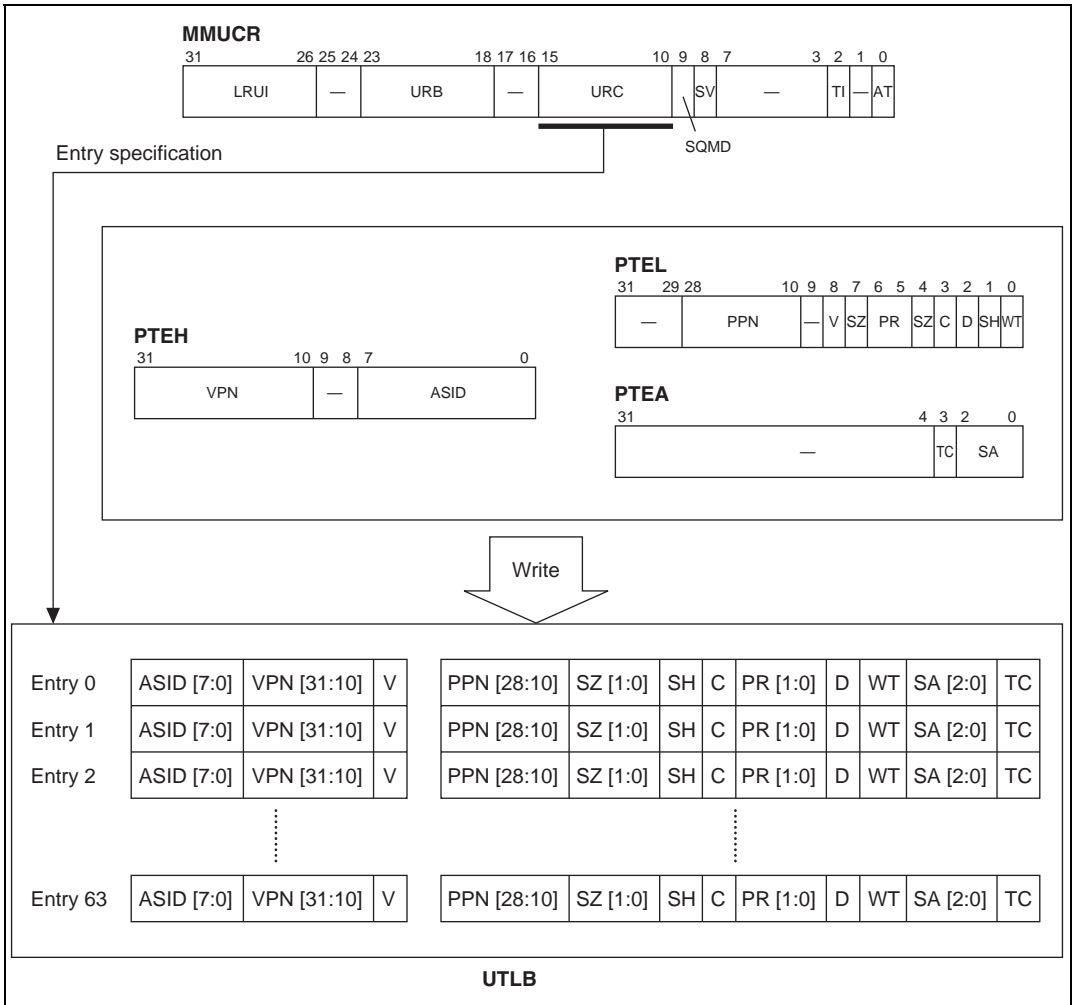 MMUCR
31 26 25 24 23 18 17 16 15 10 9 8 7 3 2 1 0
LRUI — URB — URC SV — TI — AT
SQMD
Entry specification
PTEL
31 29 28 10 9 8 7 6 5 4 3 2 1 0
— PPN — V SZ PR SZ C D SH WT
PTEH
31 10 9 8 7 0
VPN — ASID
PTEA
31 4 3 2 0
— TC SA
Write
Entry 0 ASID [7:0] VPN [31:10] V PPN [28:10] SZ [1:0] SH C PR [1:0] D WT SA [2:0] TC
Entry 1 ASID [7:0] VPN [31:10] V PPN [28:10] SZ [1:0] SH C PR [1:0] D WT SA [2:0] TC
Entry 2 ASID [7:0] VPN [31:10] V PPN [28:10] SZ [1:0] SH C PR [1:0] D WT SA [2:0] TC
Entry 63 ASID [7:0] VPN [31:10] V PPN [28:10] SZ [1:0] SH C PR [1:0] D WT SA [2:0] TC
UTLB